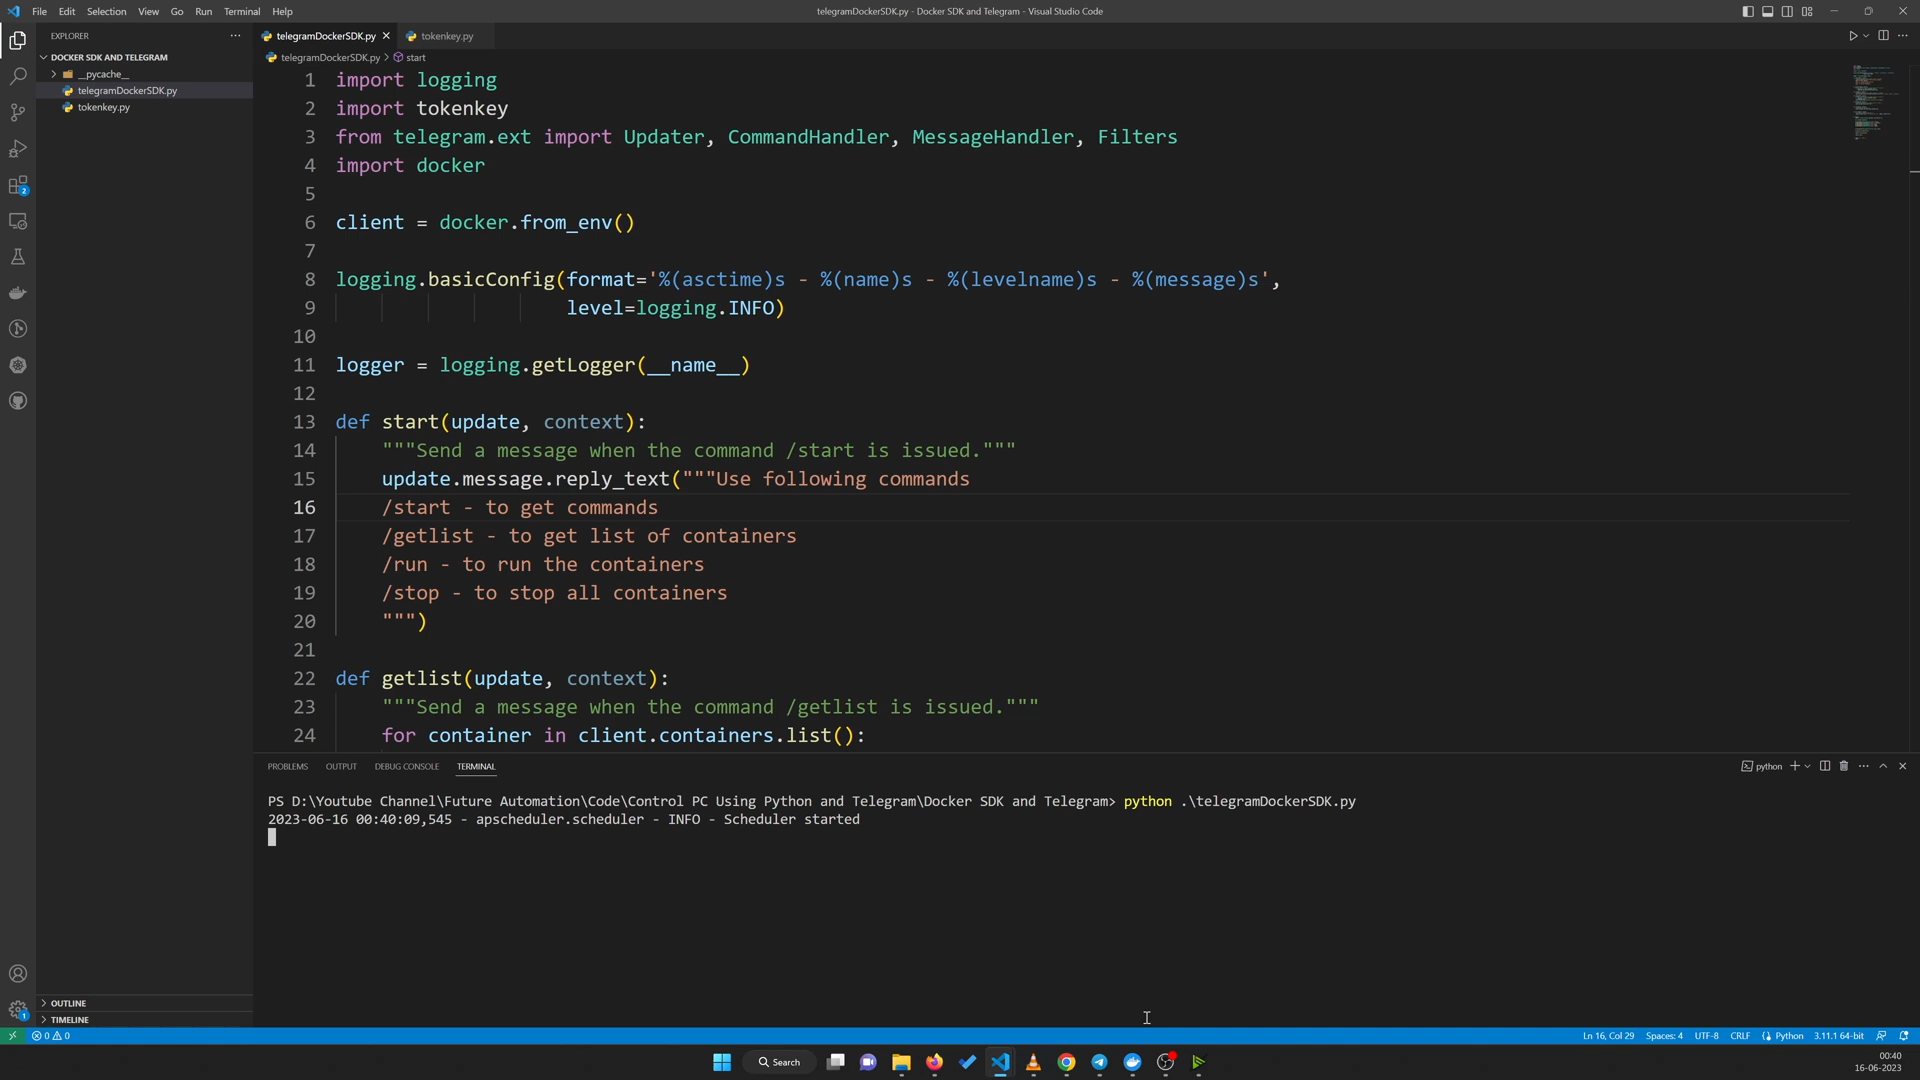 File Edit Selection View Go Run Terminal Help
telegramDockerSDK.py - Docker SDK and Telegram - Visual Studio Code
EXPLORER
DOCKER SDK AND TELEGRAM
__pycache__
telegramDockerSDK.py
tokenkey.py
2
telegramDockerSDK.py
tokenkey.py
telegramDockerSDK.py > start
1 import logging
2 import tokenkey
3 from telegram.ext import Updater, CommandHandler, MessageHandler, Filters
4 import docker
5
6 client = docker.from_env()
7
8 logging.basicConfig(format='%(asctime)s - %(name)s - %(levelname)s - %(message)s',
9 level=logging.INFO)
10
11 logger = logging.getLogger(__name__)
12
13 def start(update, context):
14 """Send a message when the command /start is issued."""
15 update.message.reply_text("""Use following commands
16 /start - to get commands
17 /getlist - to get list of containers
18 /run - to run the containers
19 /stop - to stop all containers
20 """)
21
22 def getlist(update, context):
23 """Send a message when the command /getlist is issued."""
24 for container in client.containers.list():
PROBLEMS OUTPUT DEBUG CONSOLE TERMINAL
python
PS D:\Youtube Channel\Future Automation\Code\Control PC Using Python and Telegram\Docker SDK and Telegram> python .\telegramDockerSDK.py
2023-06-16 00:40:09,545 - apscheduler.scheduler - INFO - Scheduler started
OUTLINE
TIMELINE
1
0 0
Ln 16, Col 29 Spaces: 4 UTF-8 CRLF Python 3.11.1 64-bit
Search
00:40
16-06-2023